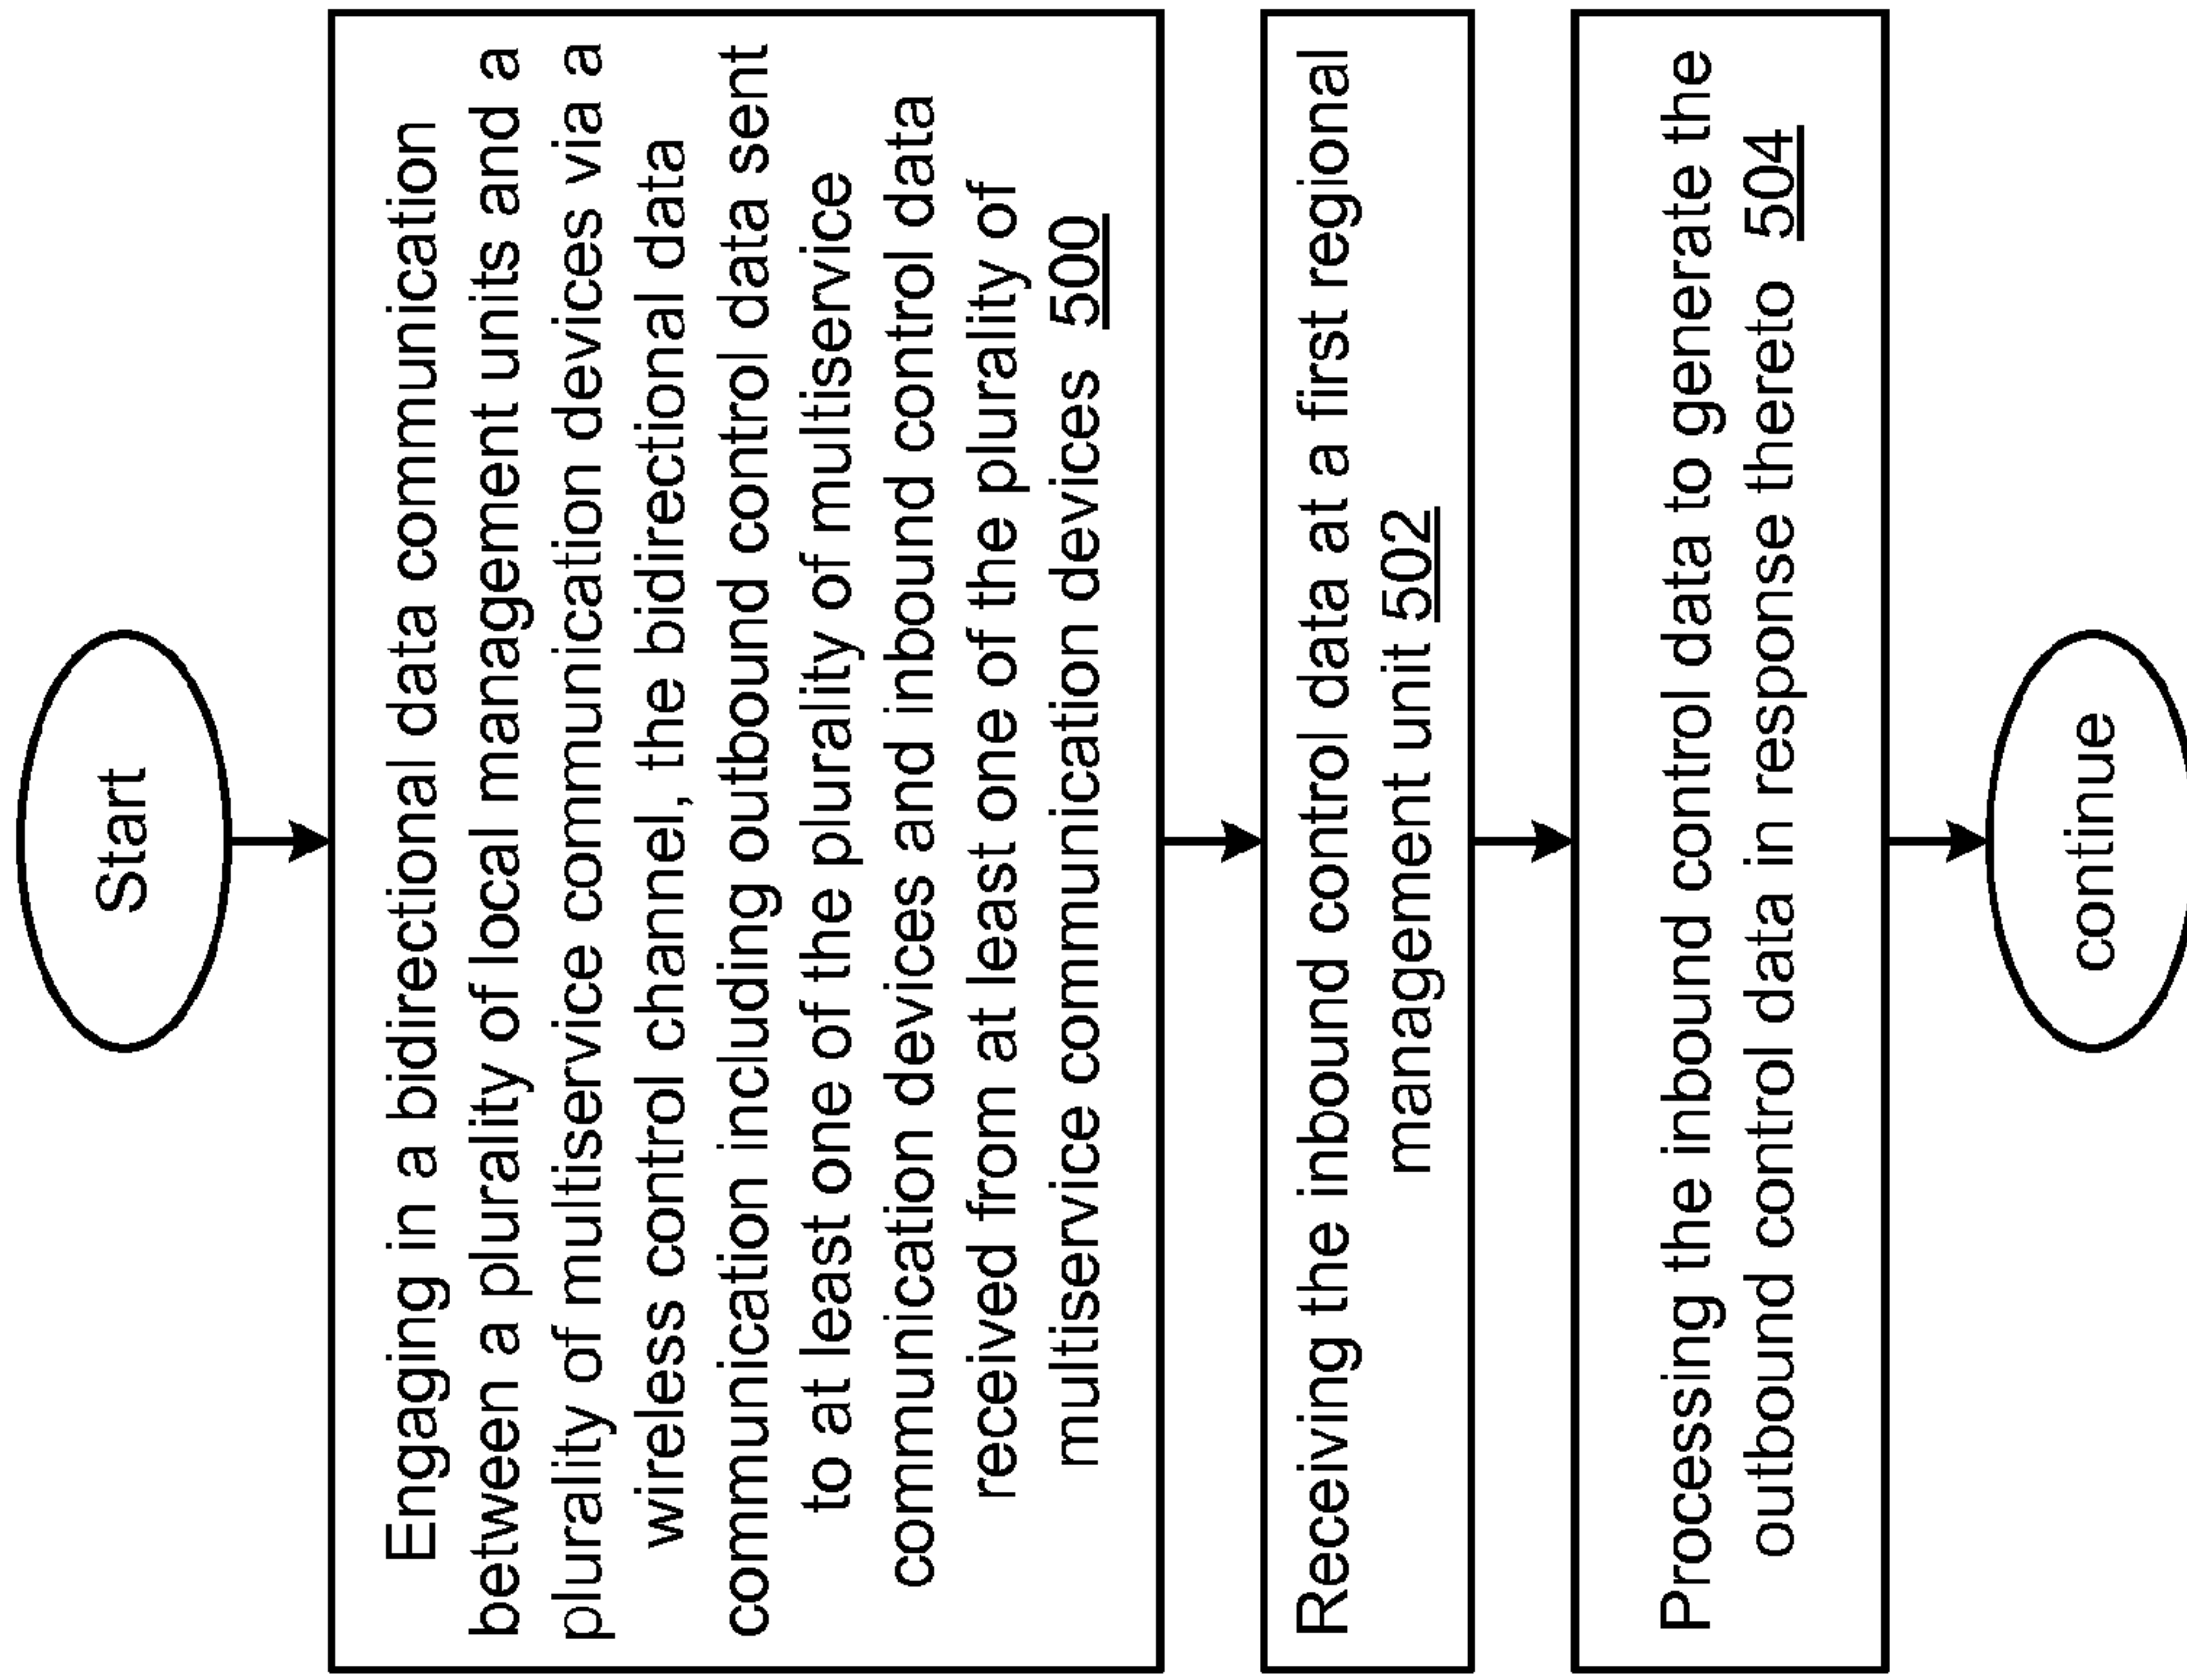 Start
Engaging in a bidirectional data communication
between a plurality of local management units and a
plurality of multiservice communication devices via a
wireless control channel, the bidirectional data
communication including outbound control data sent
to at least one of the plurality of multiservice
communication devices and inbound control data
received from at least one of the plurality of
multiservice communication devices 500
Receiving the inbound control data at a first regional
management unit 502
Processing the inbound control data to generate the
outbound control data in response thereto 504
continue